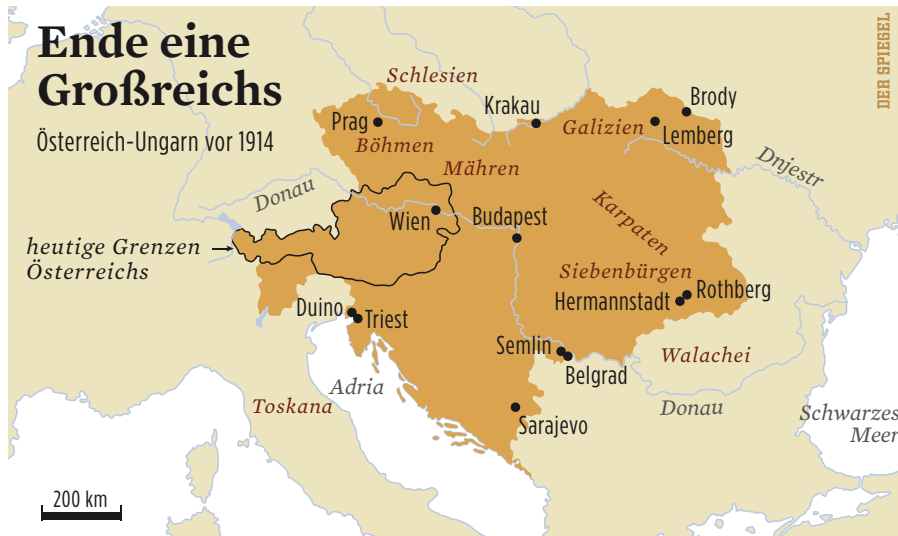 Ende eine
Großreichs
Österreich-Ungarn vor 1914
DER SPIEGEL
Schlesien
Krakau
Brody
Prag
Galizien
Lemberg
Böhmen
Mähren
Dnjestr
Donau
Karpaten
Wien
Budapest
heutige Grenzen
Österreichs
Siebenbürgen
Rothberg
Hermannstadt
Duino
Triest
Semlin
Belgrad
Walachei
Adria
Toskana
Donau
Sarajevo
Schwarzes
Meer
200 km